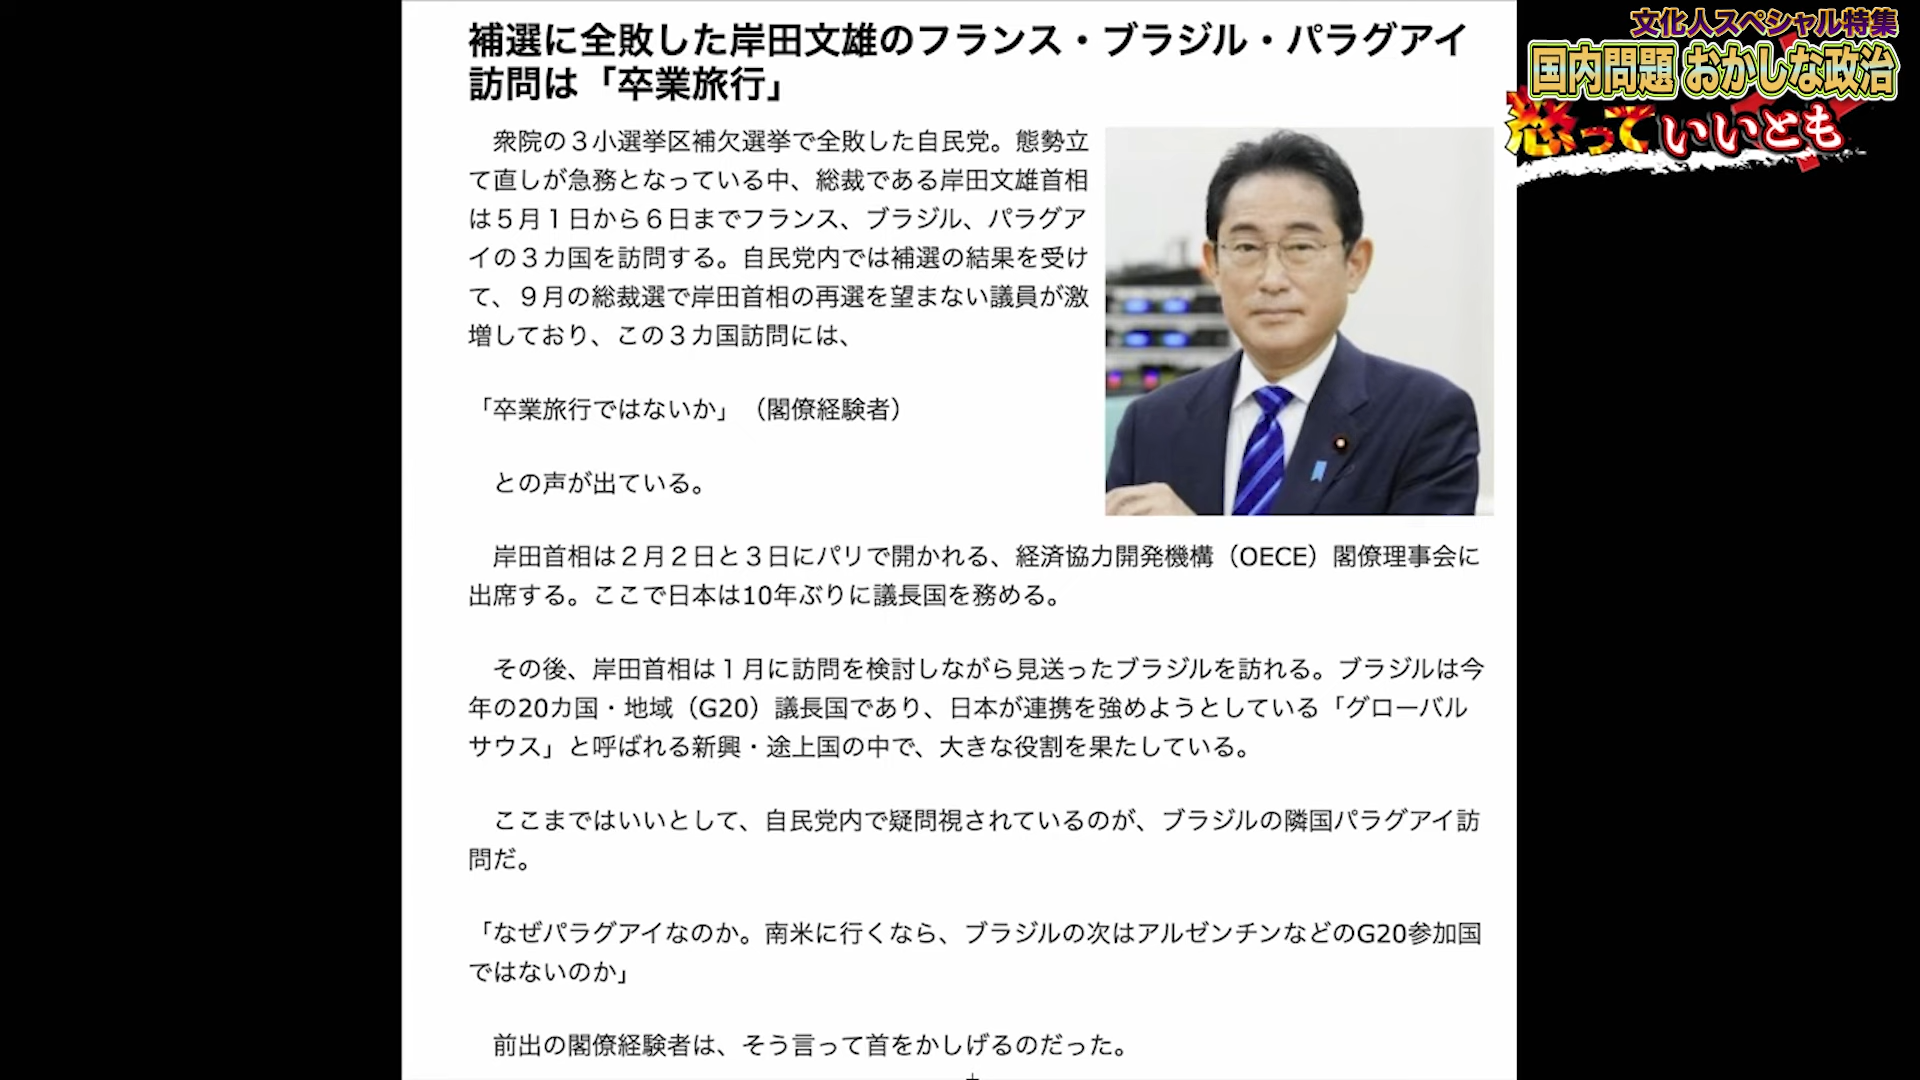 文化人スペシャル特集
国内問題 おかしな政治
怒っていいとも
補選に全敗した岸田文雄のフランス・ブラジル・パラグアイ
訪問は「卒業旅行」
衆院の３小選挙区補欠選挙で全敗した自民党。態勢立
て直しが急務となっている中、総裁である岸田文雄首相
は５月１日から６日までフランス、ブラジル、パラグア
イの３カ国を訪問する。自民党内では補選の結果を受け
て、９月の総裁選で岸田首相の再選を望まない議員が激
増しており、この３カ国訪問には、
「卒業旅行ではないか」（閣僚経験者）
との声が出ている。
岸田首相は２月２日と３日にパリで開かれる、経済協力開発機構（OECE）閣僚理事会に
出席する。ここで日本は10年ぶりに議長国を務める。
その後、岸田首相は１月に訪問を検討しながら見送ったブラジルを訪れる。ブラジルは今
年の20カ国・地域（G20）議長国であり、日本が連携を強めようとしている「グローバル
サウス」と呼ばれる新興・途上国の中で、大きな役割を果たしている。
ここまではいいとして、自民党内で疑問視されているのが、ブラジルの隣国パラグアイ訪
問だ。
「なぜパラグアイなのか。南米に行くなら、ブラジルの次はアルゼンチンなどのG20参加国
ではないのか」
前出の閣僚経験者は、そう言って首をかしげるのだった。